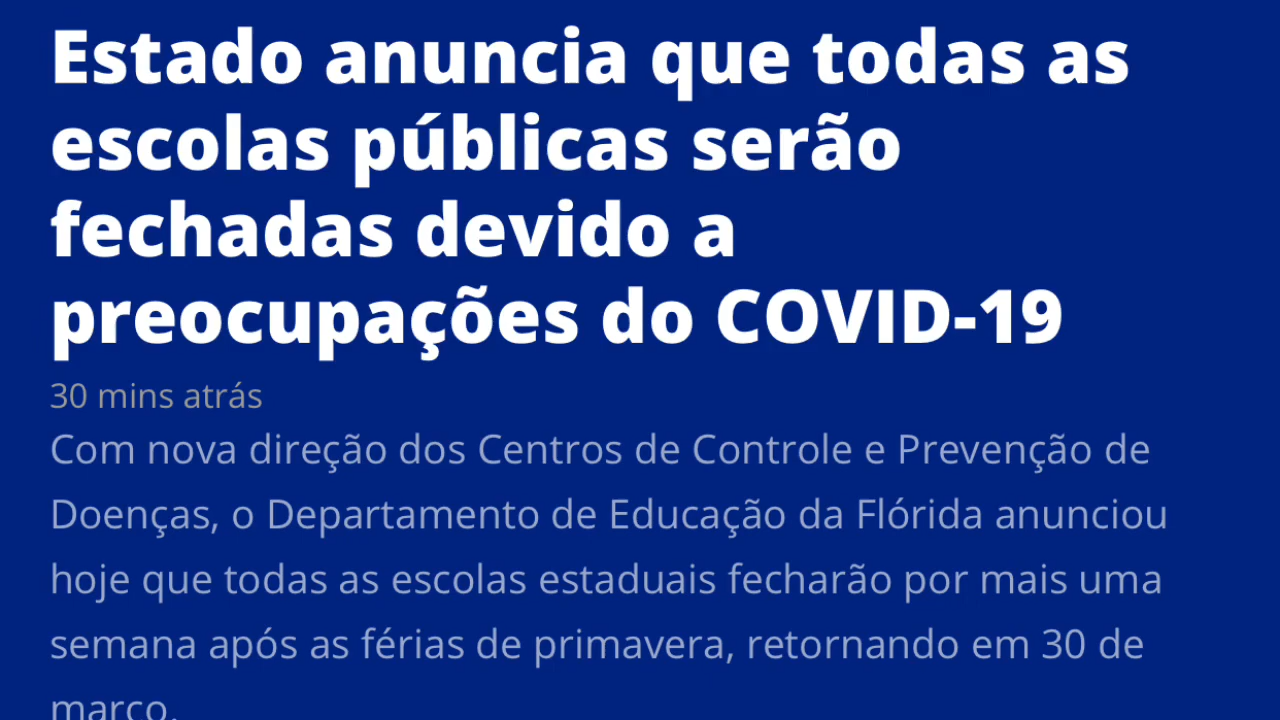 Estado anuncia que todas as
escolas públicas serão
fechadas devido a
preocupações do COVID-19
30 mins atrás
Com nova direção dos Centros de Controle e Prevenção de
Doenças, o Departamento de Educação da Flórida anunciou
hoje que todas as escolas estaduais fecharão por mais uma
semana após as férias de primavera, retornando em 30 de
março.